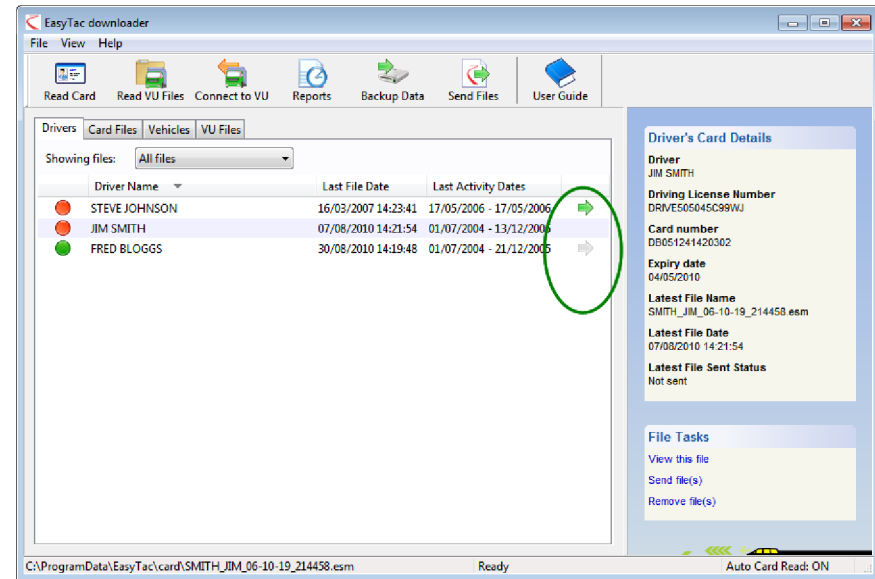 EasyTac downloader
File View Help
Read Card Read VU Files Connect to VU Reports Backup Data Send Files User Guide
Drivers Card Files Vehicles VU Files
Showing files: All files
Driver Name Last File Date Last Activity Dates
STEVE JOHNSON 16/03/2007 14:23:41 17/05/2006 - 17/05/2006
JIM SMITH 07/08/2010 14:21:54 01/07/2004 - 13/12/2005
FRED BLOGGS 30/08/2010 14:19:48 01/07/2004 - 21/12/2005
Driver's Card Details
Driver
JIM SMITH
Driving License Number
DRIVE505045C99WJ
Card number
DB051241420302
Expiry date
04/05/2010
Latest File Name
SMITH_JIM_06-10-19_214458.esm
Latest File Date
07/08/2010 14:21:54
Latest File Sent Status
Not sent
File Tasks
View this file
Send file(s)
Remove file(s)
C:\ProgramData\EasyTac\card\SMITH_JIM_06-10-19_214458.esm Ready Auto Card Read: ON